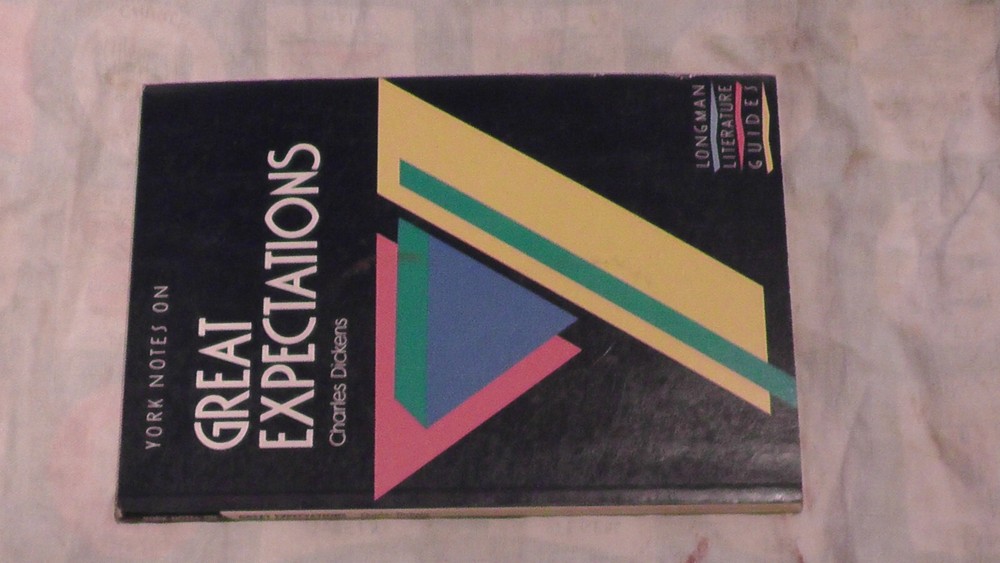 YORK NOTES ON
GREAT
EXPECTATIONS
Charles Dickens
LONGMAN
LITERATURE
GUIDES